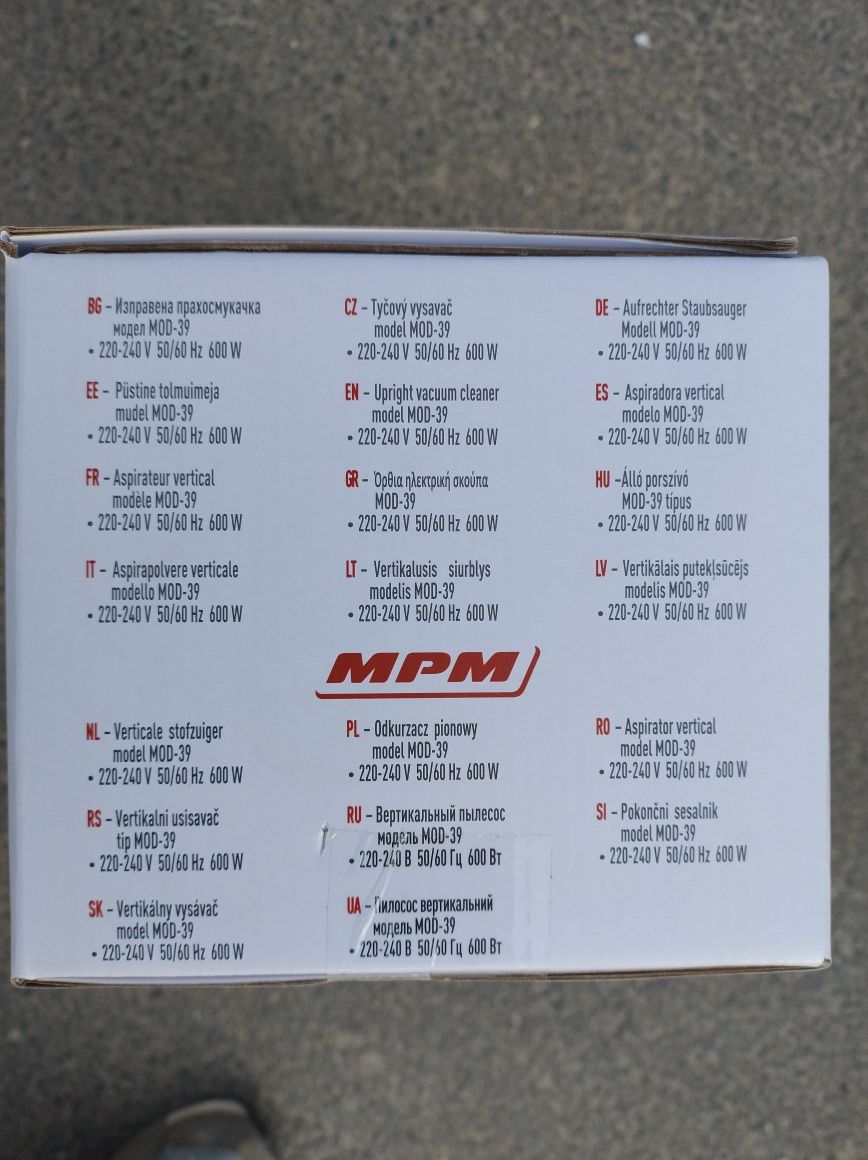 BG – Изправена прахосмукачка
модел MOD-39
• 220-240 V 50/60 Hz 600 W
CZ – Tyčový vysavač
model MOD-39
• 220-240 V 50/60 Hz 600 W
DE – Aufrechter Staubsauger
Modell MOD-39
• 220-240 V 50/60 Hz 600 W
EE – Püstine tolmuimeja
mudel MOD-39
• 220-240 V 50/60 Hz 600 W
EN – Upright vacuum cleaner
model MOD-39
• 220-240 V 50/60 Hz 600 W
ES – Aspiradora vertical
modelo MOD-39
• 220-240 V 50/60 Hz 600 W
FR – Aspirateur vertical
modèle MOD-39
• 220-240 V 50/60 Hz 600 W
GR – Όρθια ηλεκτρική σκούπα
MOD-39
• 220-240 V 50/60 Hz 600 W
HU –Álló porszívó
MOD-39 típus
• 220-240 V 50/60 Hz 600 W
IT – Aspirapolvere verticale
modello MOD-39
• 220-240 V 50/60 Hz 600 W
LT – Vertikalusis siurblys
modelis MOD-39
• 220-240 V 50/60 Hz 600 W
LV – Vertikālais putekļsūcējs
modelis MOD-39
• 220-240 V 50/60 Hz 600 W
MPM
NL – Verticale stofzuiger
model MOD-39
• 220-240 V 50/60 Hz 600 W
PL – Odkurzacz pionowy
model MOD-39
• 220-240 V 50/60 Hz 600 W
RO – Aspirator vertical
model MOD-39
• 220-240 V 50/60 Hz 600 W
RS – Vertikalni usisavač
tip MOD-39
• 220-240 V 50/60 Hz 600 W
RU – Вертикальный пылесос
модель MOD-39
• 220-240 В 50/60 Гц 600 Вт
SI – Pokončni sesalnik
model MOD-39
• 220-240 V 50/60 Hz 600 W
SK – Vertikálny vysávač
model MOD-39
• 220-240 V 50/60 Hz 600 W
UA – Пилосос вертикальний
модель MOD-39
• 220-240 В 50/60 Гц 600 Вт